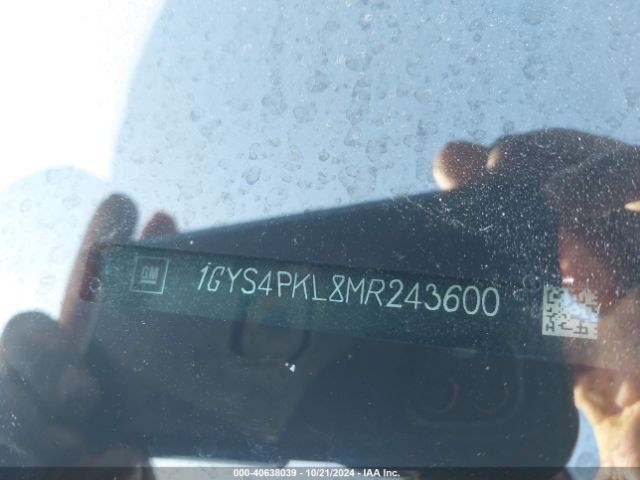 GM
1GYS4PKL8MR243600
000-40638039 / 10/21/2024 - IAA Inc.